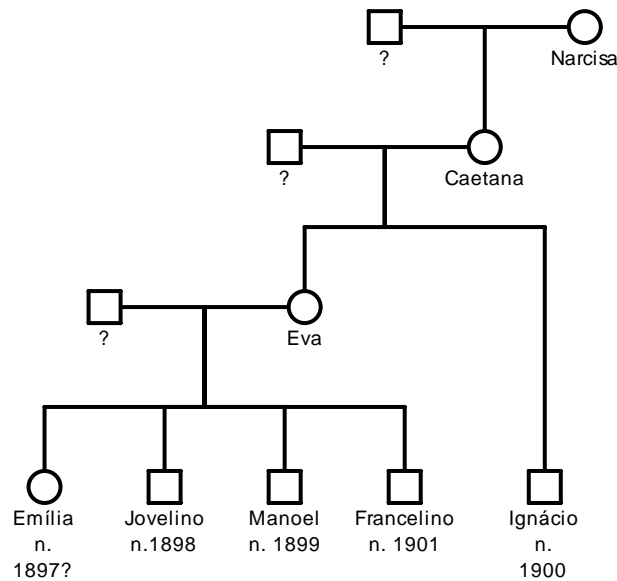 ?
Narcisa
?
Caetana
?
Eva
Emília
n.
1897?
Jovelino
n.1898
Manoel
n. 1899
Francelino
n. 1901
Ignácio
n.
1900